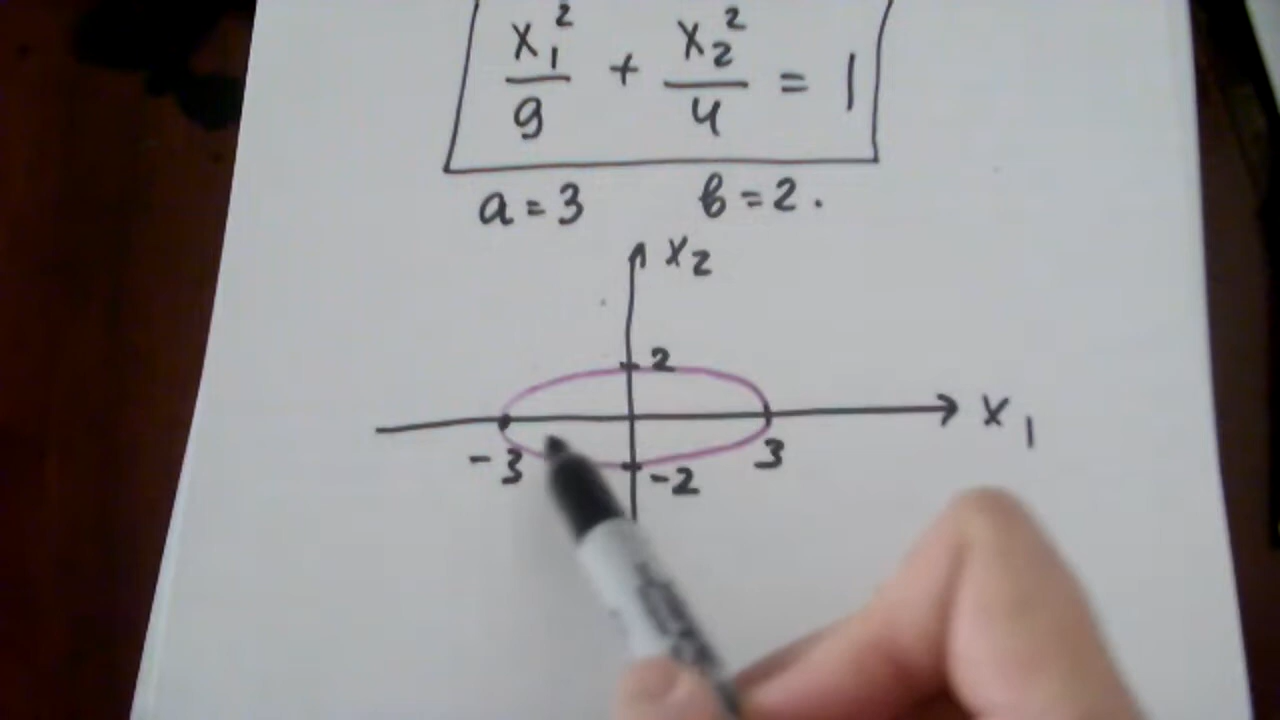 x₁²/9 + x₂²/4 = 1
a = 3 b = 2.
x₂
2
x₁
-3 3
-2